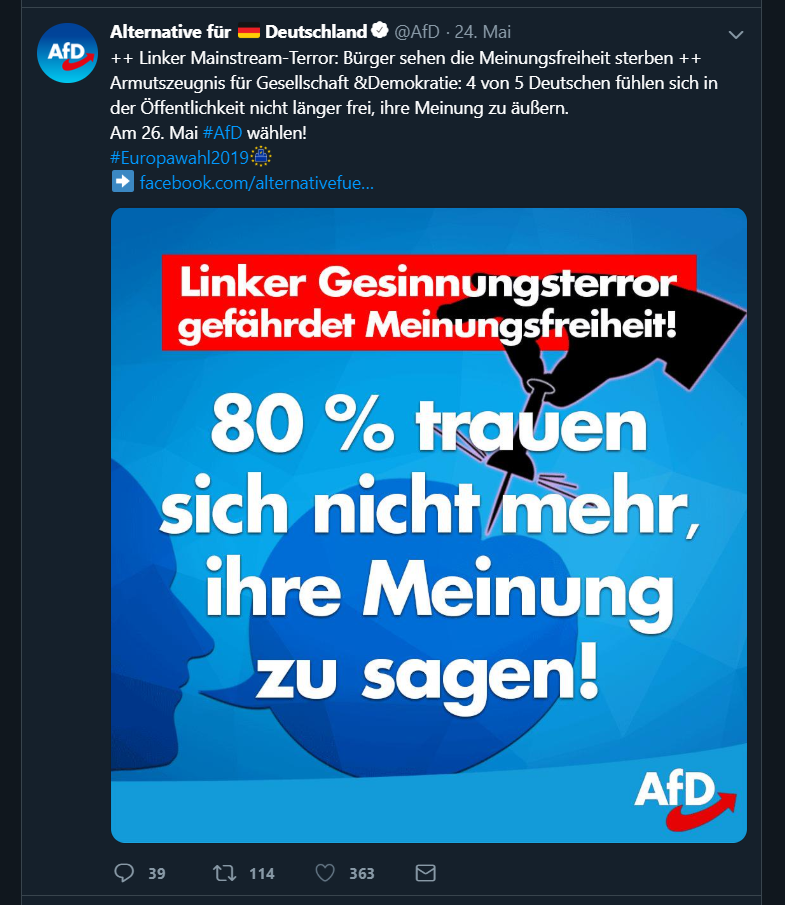 AfD
Alternative für Deutschland @AfD · 24. Mai
++ Linker Mainstream-Terror: Bürger sehen die Meinungsfreiheit sterben ++
Armutszeugnis für Gesellschaft &Demokratie: 4 von 5 Deutschen fühlen sich in
der Öffentlichkeit nicht länger frei, ihre Meinung zu äußern.
Am 26. Mai #AfD wählen!
#Europawahl2019
facebook.com/alternativefue...
Linker Gesinnungsterror
gefährdet Meinungsfreiheit!
80 % trauen
sich nicht mehr,
ihre Meinung
zu sagen!
AfD
39 114 363